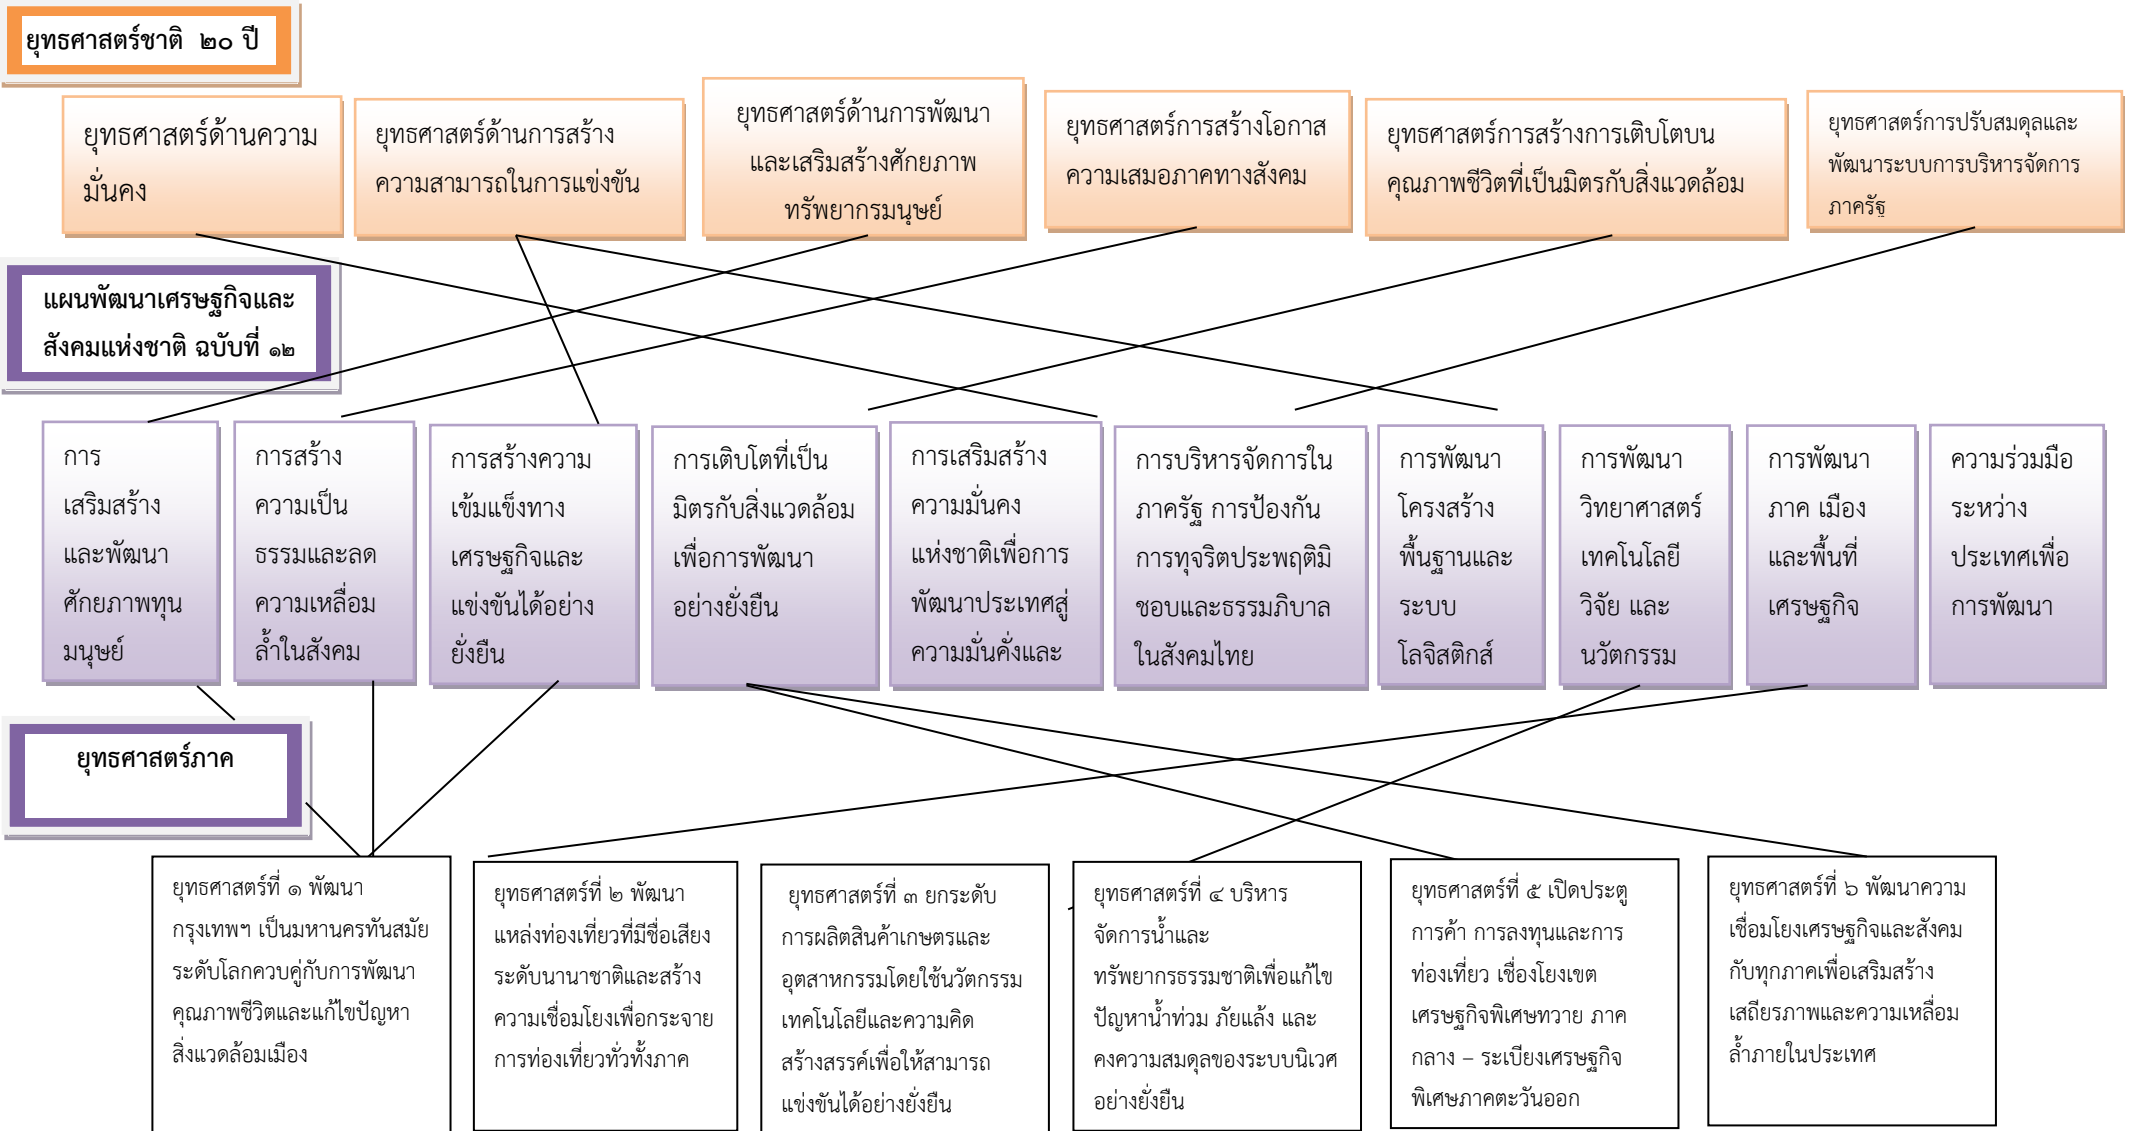 ยุทธศาสตร์ชาติ ๒๐ ปี
ยุทธศาสตร์ด้านความ
มั่นคง
ยุทธศาสตร์ด้านการสร้าง
ความสามารถในการแข่งขัน
ยุทธศาสตร์ด้านการพัฒนา
และเสริมสร้างศักยภาพ
ทรัพยากรมนุษย์
ยุทธศาสตร์การสร้างโอกาส
ความเสมอภาคทางสังคม
ยุทธศาสตร์การสร้างการเติบโตบน
คุณภาพชีวิตที่เป็นมิตรกับสิ่งแวดล้อม
ยุทธศาสตร์การปรับสมดุลและ
พัฒนาระบบการบริหารจัดการ
ภาครัฐ
แผนพัฒนาเศรษฐกิจและ
สังคมแห่งชาติ ฉบับที่ ๑๒
การ
เสริมสร้าง
และพัฒนา
ศักยภาพทุน
มนุษย์
การสร้าง
ความเป็น
ธรรมและลด
ความเหลื่อม
ล้ำในสังคม
การสร้างความ
เข้มแข็งทาง
เศรษฐกิจและ
แข่งขันได้อย่าง
ยั่งยืน
การเติบโตที่เป็น
มิตรกับสิ่งแวดล้อม
เพื่อการพัฒนา
อย่างยั่งยืน
การเสริมสร้าง
ความมั่นคง
แห่งชาติเพื่อการ
พัฒนาประเทศสู่
ความมั่นคั่งและ
การบริหารจัดการใน
ภาครัฐ การป้องกัน
การทุจริตประพฤติมิ
ชอบและธรรมภิบาล
ในสังคมไทย
การพัฒนา
โครงสร้าง
พื้นฐานและ
ระบบ
โลจิสติกส์
การพัฒนา
วิทยาศาสตร์
เทคโนโลยี
วิจัย และ
นวัตกรรม
การพัฒนา
ภาค เมือง
และพื้นที่
เศรษฐกิจ
ความร่วมมือ
ระหว่าง
ประเทศเพื่อ
การพัฒนา
ยุทธศาสตร์ภาค
ยุทธศาสตร์ที่ ๑ พัฒนา
กรุงเทพฯ เป็นมหานครทันสมัย
ระดับโลกควบคู่กับการพัฒนา
คุณภาพชีวิตและแก้ไขปัญหา
สิ่งแวดล้อมเมือง
ยุทธศาสตร์ที่ ๒ พัฒนา
แหล่งท่องเที่ยวที่มีชื่อเสียง
ระดับนานาชาติและสร้าง
ความเชื่อมโยงเพื่อกระจาย
การท่องเที่ยวทั่วทั้งภาค
ยุทธศาสตร์ที่ ๓ ยกระดับ
การผลิตสินค้าเกษตรและ
อุตสาหกรรมโดยใช้นวัตกรรม
เทคโนโลยีและความคิด
สร้างสรรค์เพื่อให้สามารถ
แข่งขันได้อย่างยั่งยืน
ยุทธศาสตร์ที่ ๔ บริหาร
จัดการน้ำและ
ทรัพยากรธรรมชาติเพื่อแก้ไข
ปัญหาน้ำท่วม ภัยแล้ง และ
คงความสมดุลของระบบนิเวศ
อย่างยั่งยืน
ยุทธศาสตร์ที่ ๕ เปิดประตู
การค้า การลงทุนและการ
ท่องเที่ยว เชื่องโยงเขต
เศรษฐกิจพิเศษทวาย ภาค
กลาง – ระเบียงเศรษฐกิจ
พิเศษภาคตะวันออก
ยุทธศาสตร์ที่ ๖ พัฒนาความ
เชื่อมโยงเศรษฐกิจและสังคม
กับทุกภาคเพื่อเสริมสร้าง
เสถียรภาพและความเหลื่อม
ล้ำภายในประเทศ